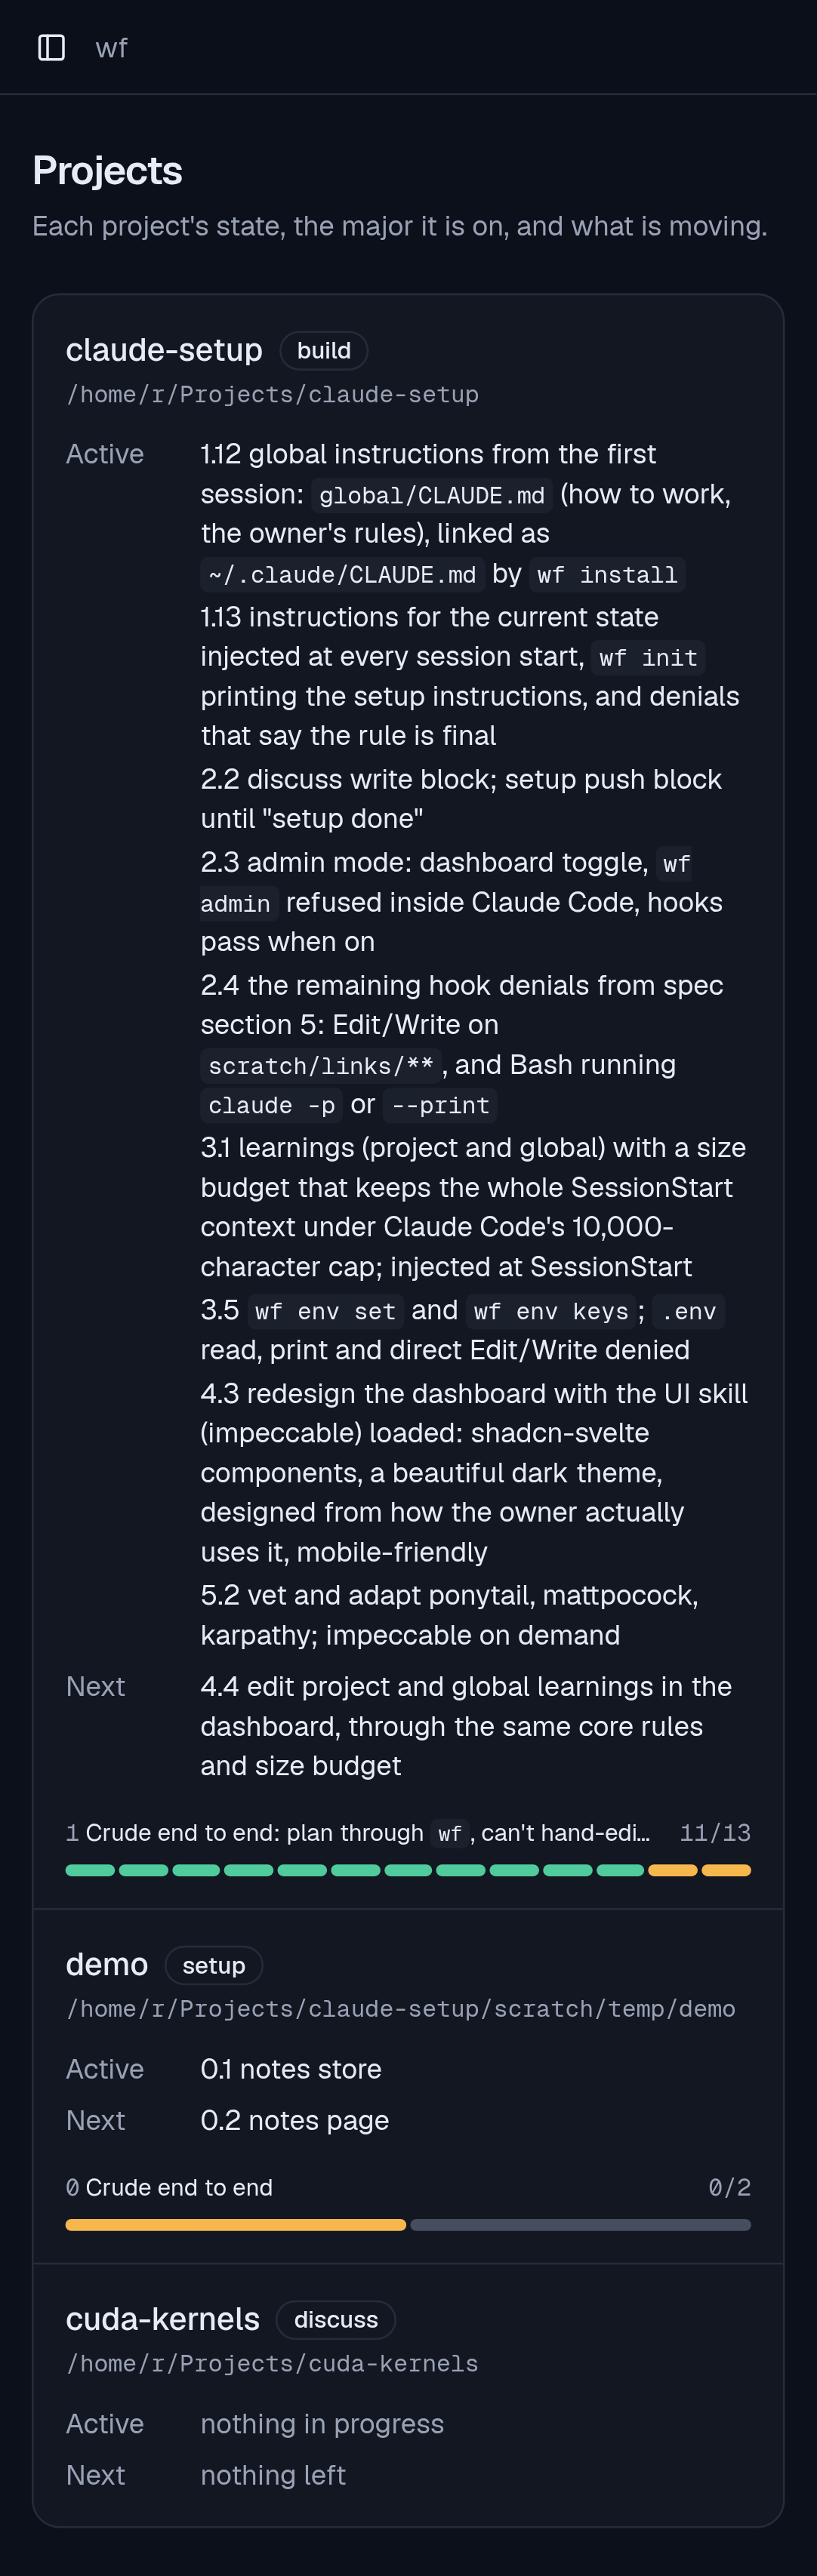 wf
Projects
Each project's state, the major it is on, and what is moving.
claude-setup build
/home/r/Projects/claude-setup
Active 1.12 global instructions from the first
session: global/CLAUDE.md (how to work,
the owner's rules), linked as
~/.claude/CLAUDE.md by wf install
1.13 instructions for the current state
injected at every session start, wf init
printing the setup instructions, and denials
that say the rule is final
2.2 discuss write block; setup push block
until "setup done"
2.3 admin mode: dashboard toggle, wf
admin refused inside Claude Code, hooks
pass when on
2.4 the remaining hook denials from spec
section 5: Edit/Write on
scratch/links/**, and Bash running
claude -p or --print
3.1 learnings (project and global) with a size
budget that keeps the whole SessionStart
context under Claude Code's 10,000-
character cap; injected at SessionStart
3.5 wf env set and wf env keys; .env
read, print and direct Edit/Write denied
4.3 redesign the dashboard with the UI skill
(impeccable) loaded: shadcn-svelte
components, a beautiful dark theme,
designed from how the owner actually
uses it, mobile-friendly
5.2 vet and adapt ponytail, mattpocock,
karpathy; impeccable on demand
Next 4.4 edit project and global learnings in the
dashboard, through the same core rules
and size budget
1 Crude end to end: plan through wf, can't hand-edi... 11/13
demo setup
/home/r/Projects/claude-setup/scratch/temp/demo
Active 0.1 notes store
Next 0.2 notes page
0 Crude end to end 0/2
cuda-kernels discuss
/home/r/Projects/cuda-kernels
Active nothing in progress
Next nothing left